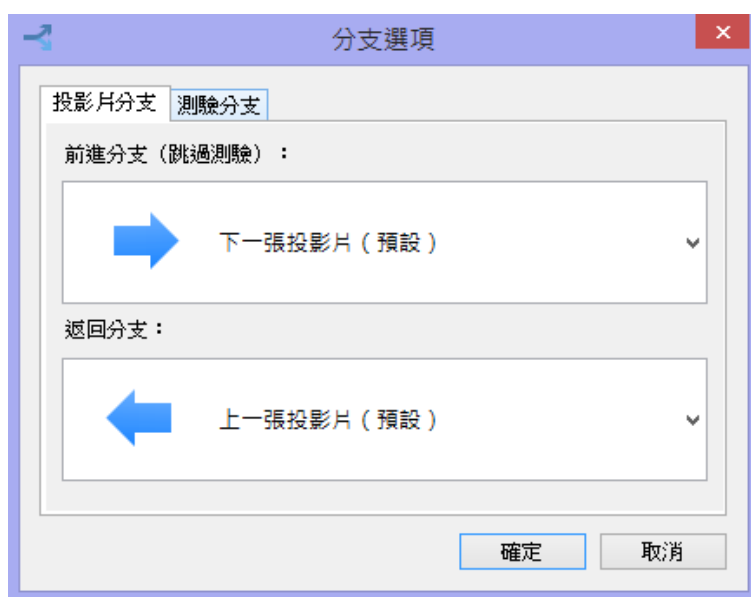 分支選項
投影片分支 測驗分支
前進分支（跳過測驗）：
下一張投影片（預設）
返回分支：
上一張投影片（預設）
確定 取消